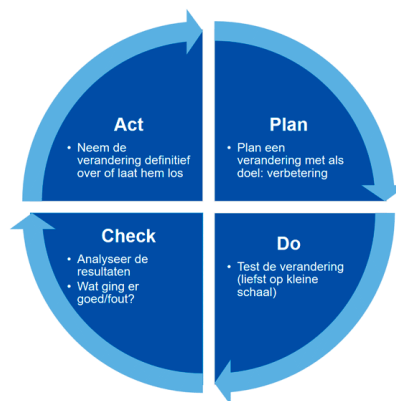 Act
• Neem de
verandering definitief
over of laat hem los
Plan
• Plan een
verandering met als
doel: verbetering
Check
• Analyseer de
resultaten
• Wat ging er
goed/fout?
Do
• Test de verandering
(liefst op kleine
schaal)